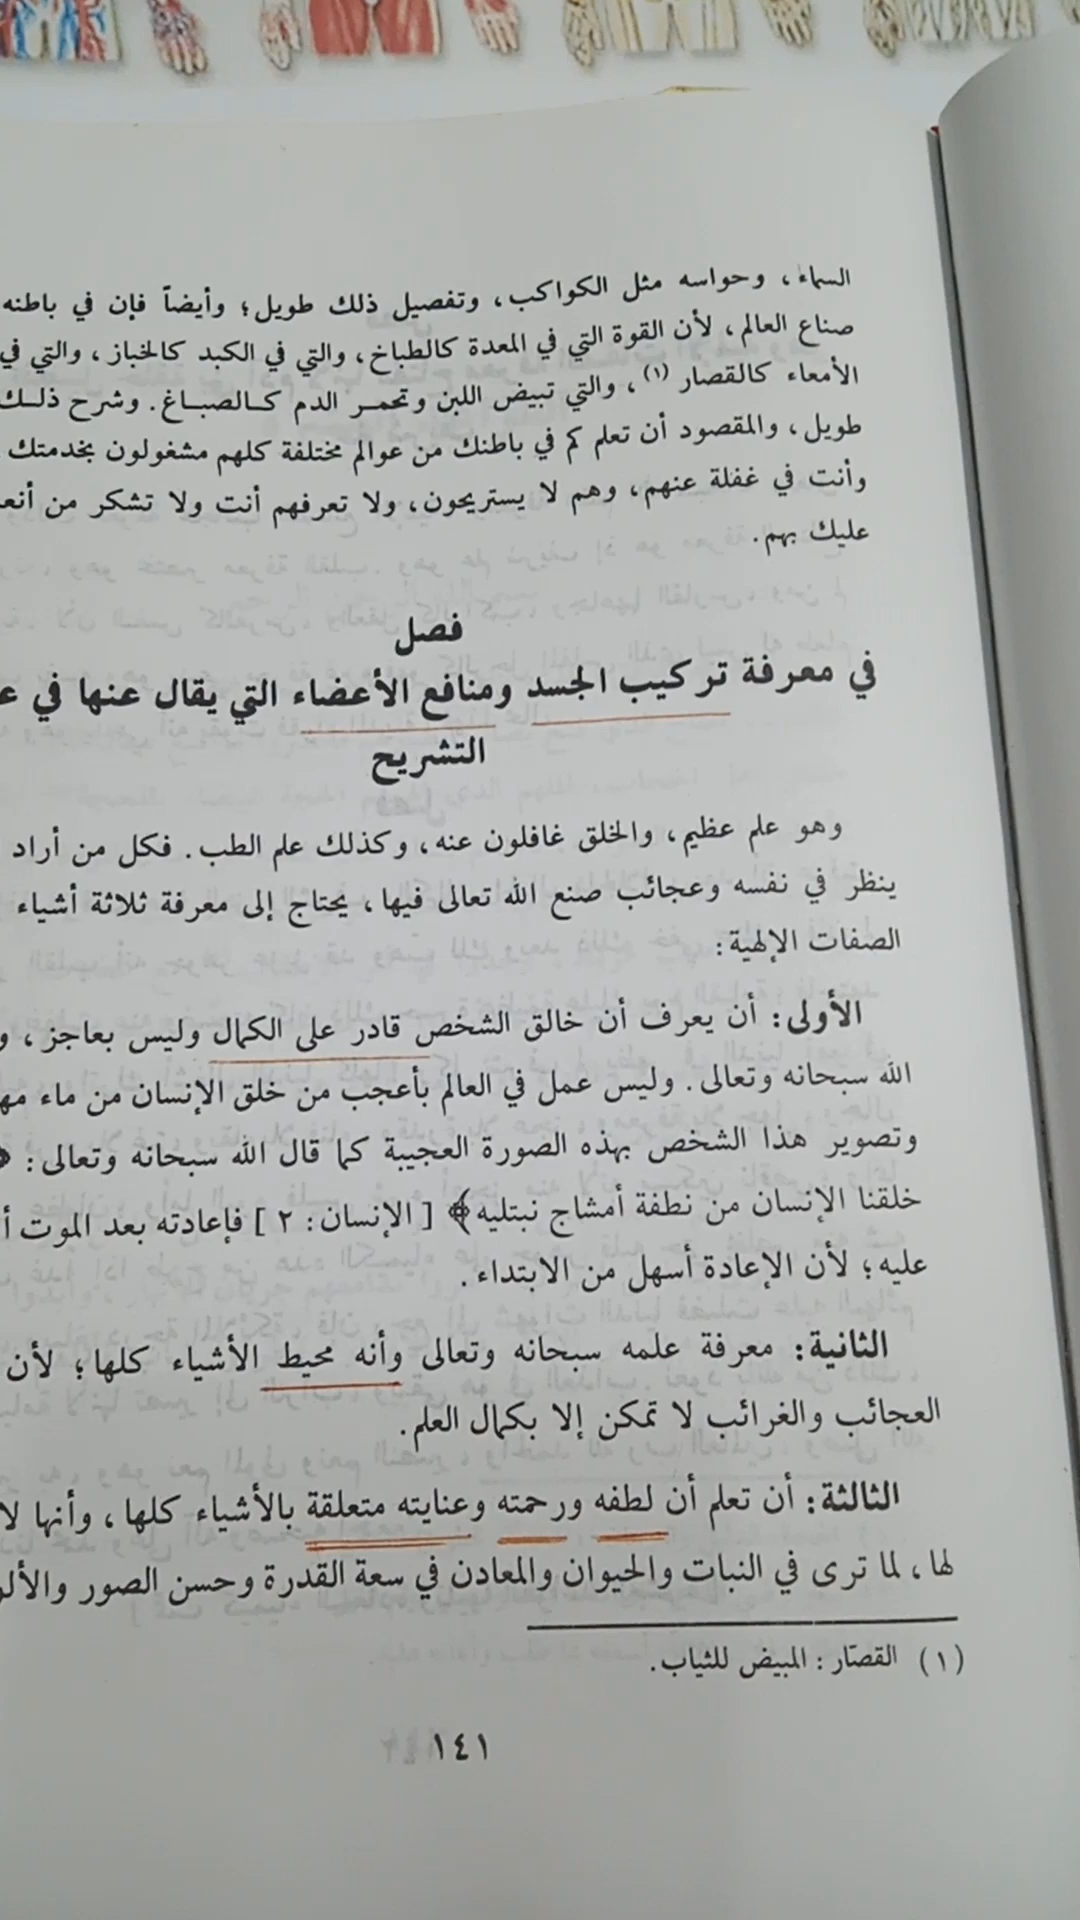 السماء، وحواسه مثل الكواكب، وتفصيل ذلك طويل؛ وأيضاً فإن في باطنه
صناع العالم، لأن القوة التي في المعدة كالطباخ، والتي في الكبد كالخباز، والتي في
الأمعاء كالقصار (١)، والتي تبيض اللبن وتحمر الدم كالصباغ. وشرح ذلك
طويل، والمقصود أن تعلم كم في باطنك من عوالم مختلفة كلهم مشغولون بخدمتك
وأنت في غفلة عنهم، وهم لا يستريحون، ولا تعرفهم أنت ولا تشكر من
عليك بهم.
فصل
في معرفة تركيب الجسد ومنافع الأعضاء التي يقال عنها في
التشريح
وهو علم عظيم، والخلق غافلون عنه، وكذلك علم الطب. فكل من أراد
ينظر في نفسه وعجائب صنع الله تعالى فيها، يحتاج إلى معرفة ثلاثة أشياء
الصفات الإلهية:
الأولى: أن يعرف أن خالق الشخص قادر على الكمال وليس بعاجز،
الله سبحانه وتعالى. وليس عمل في العالم بأعجب من خلق الإنسان من ماء
وتصوير هذا الشخص بهذه الصورة العجيبة كما قال الله سبحانه وتعالى: ﴿
خلقنا الإنسان من نطفة أمشاج نبتليه﴾ [ الإنسان: ٢ ] فإعادته بعد الموت
عليه؛ لأن الإعادة أسهل من الابتداء.
الثانية: معرفة علمه سبحانه وتعالى وأنه محيط الأشياء كلها؛ لأن
العجائب والغرائب لا تمكن إلا بكمال العلم.
الثالثة: أن تعلم أن لطفه ورحمته وعنايته متعلقة بالأشياء كلها، وأنها لا
لها، لما ترى في النبات والحيوان والمعادن في سعة القدرة وحسن الصور
(١) القصّار: المبيض للثياب.
١٤١